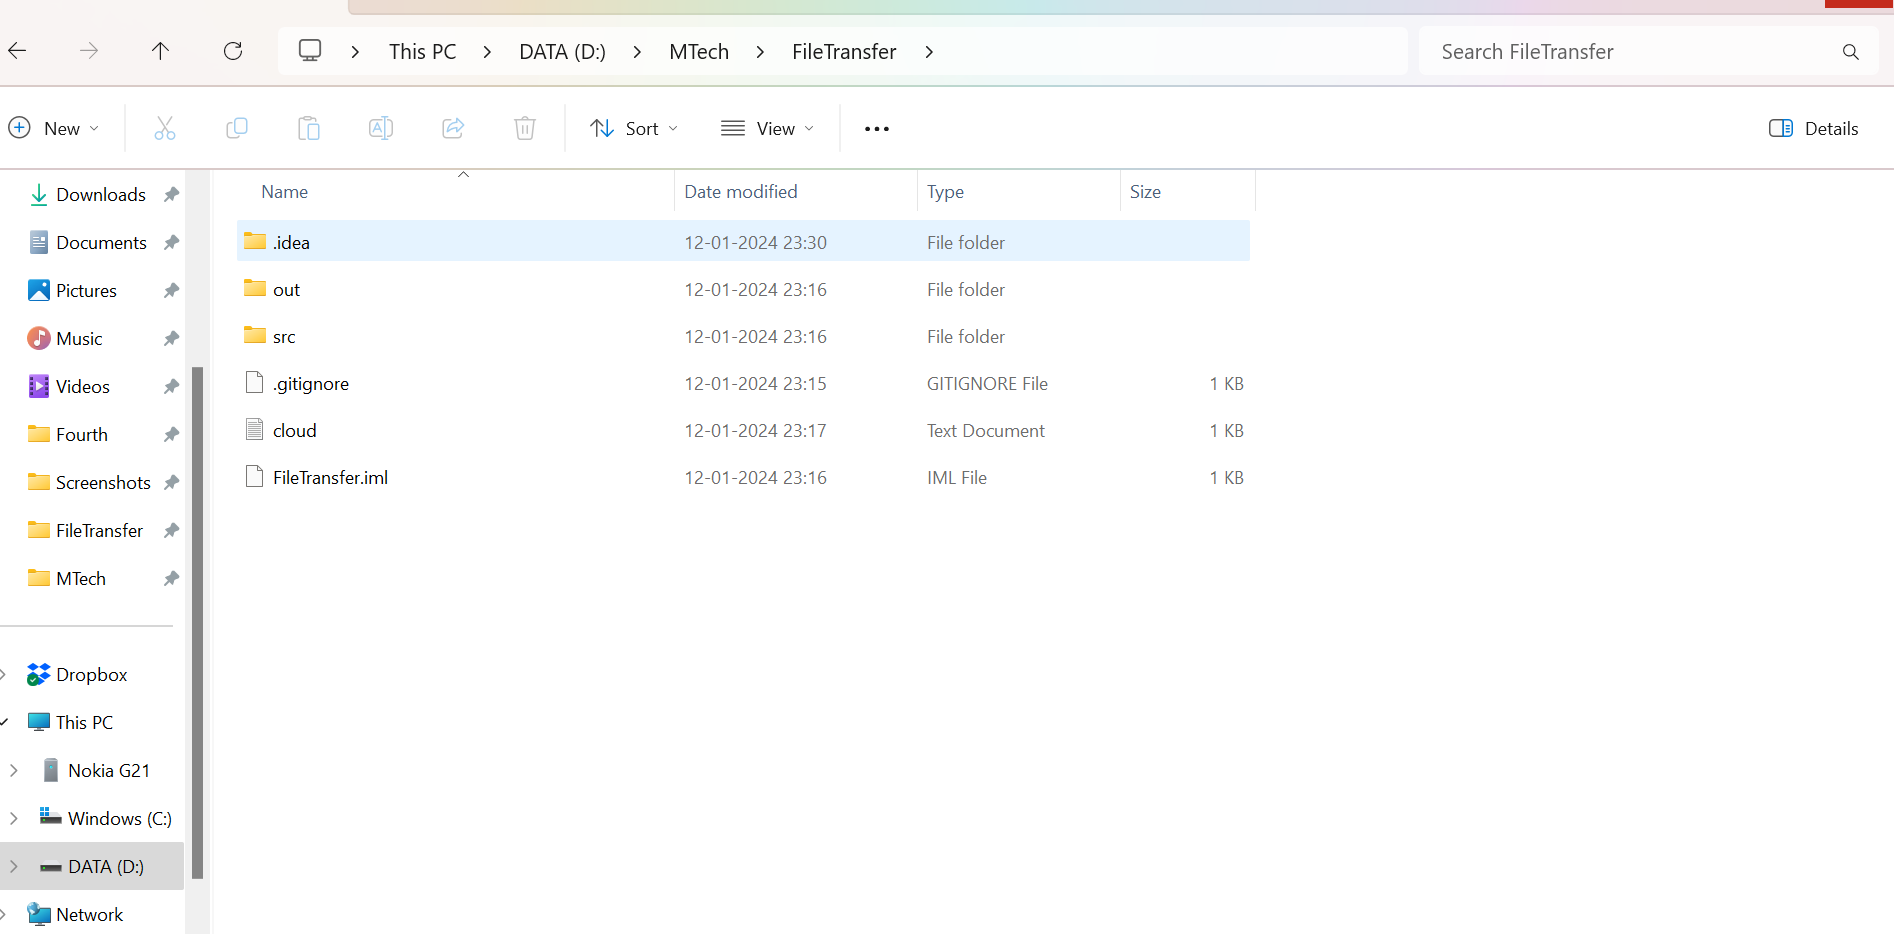 This PC DATA (D:) MTech FileTransfer Search FileTransfer
New Sort View Details
Downloads
Documents
Pictures
Music
Videos
Fourth
Screenshots
FileTransfer
MTech
Dropbox
This PC
Nokia G21
Windows (C:)
DATA (D:)
Network
Name Date modified Type Size
.idea 12-01-2024 23:30 File folder
out 12-01-2024 23:16 File folder
src 12-01-2024 23:16 File folder
.gitignore 12-01-2024 23:15 GITIGNORE File 1 KB
cloud 12-01-2024 23:17 Text Document 1 KB
FileTransfer.iml 12-01-2024 23:16 IML File 1 KB